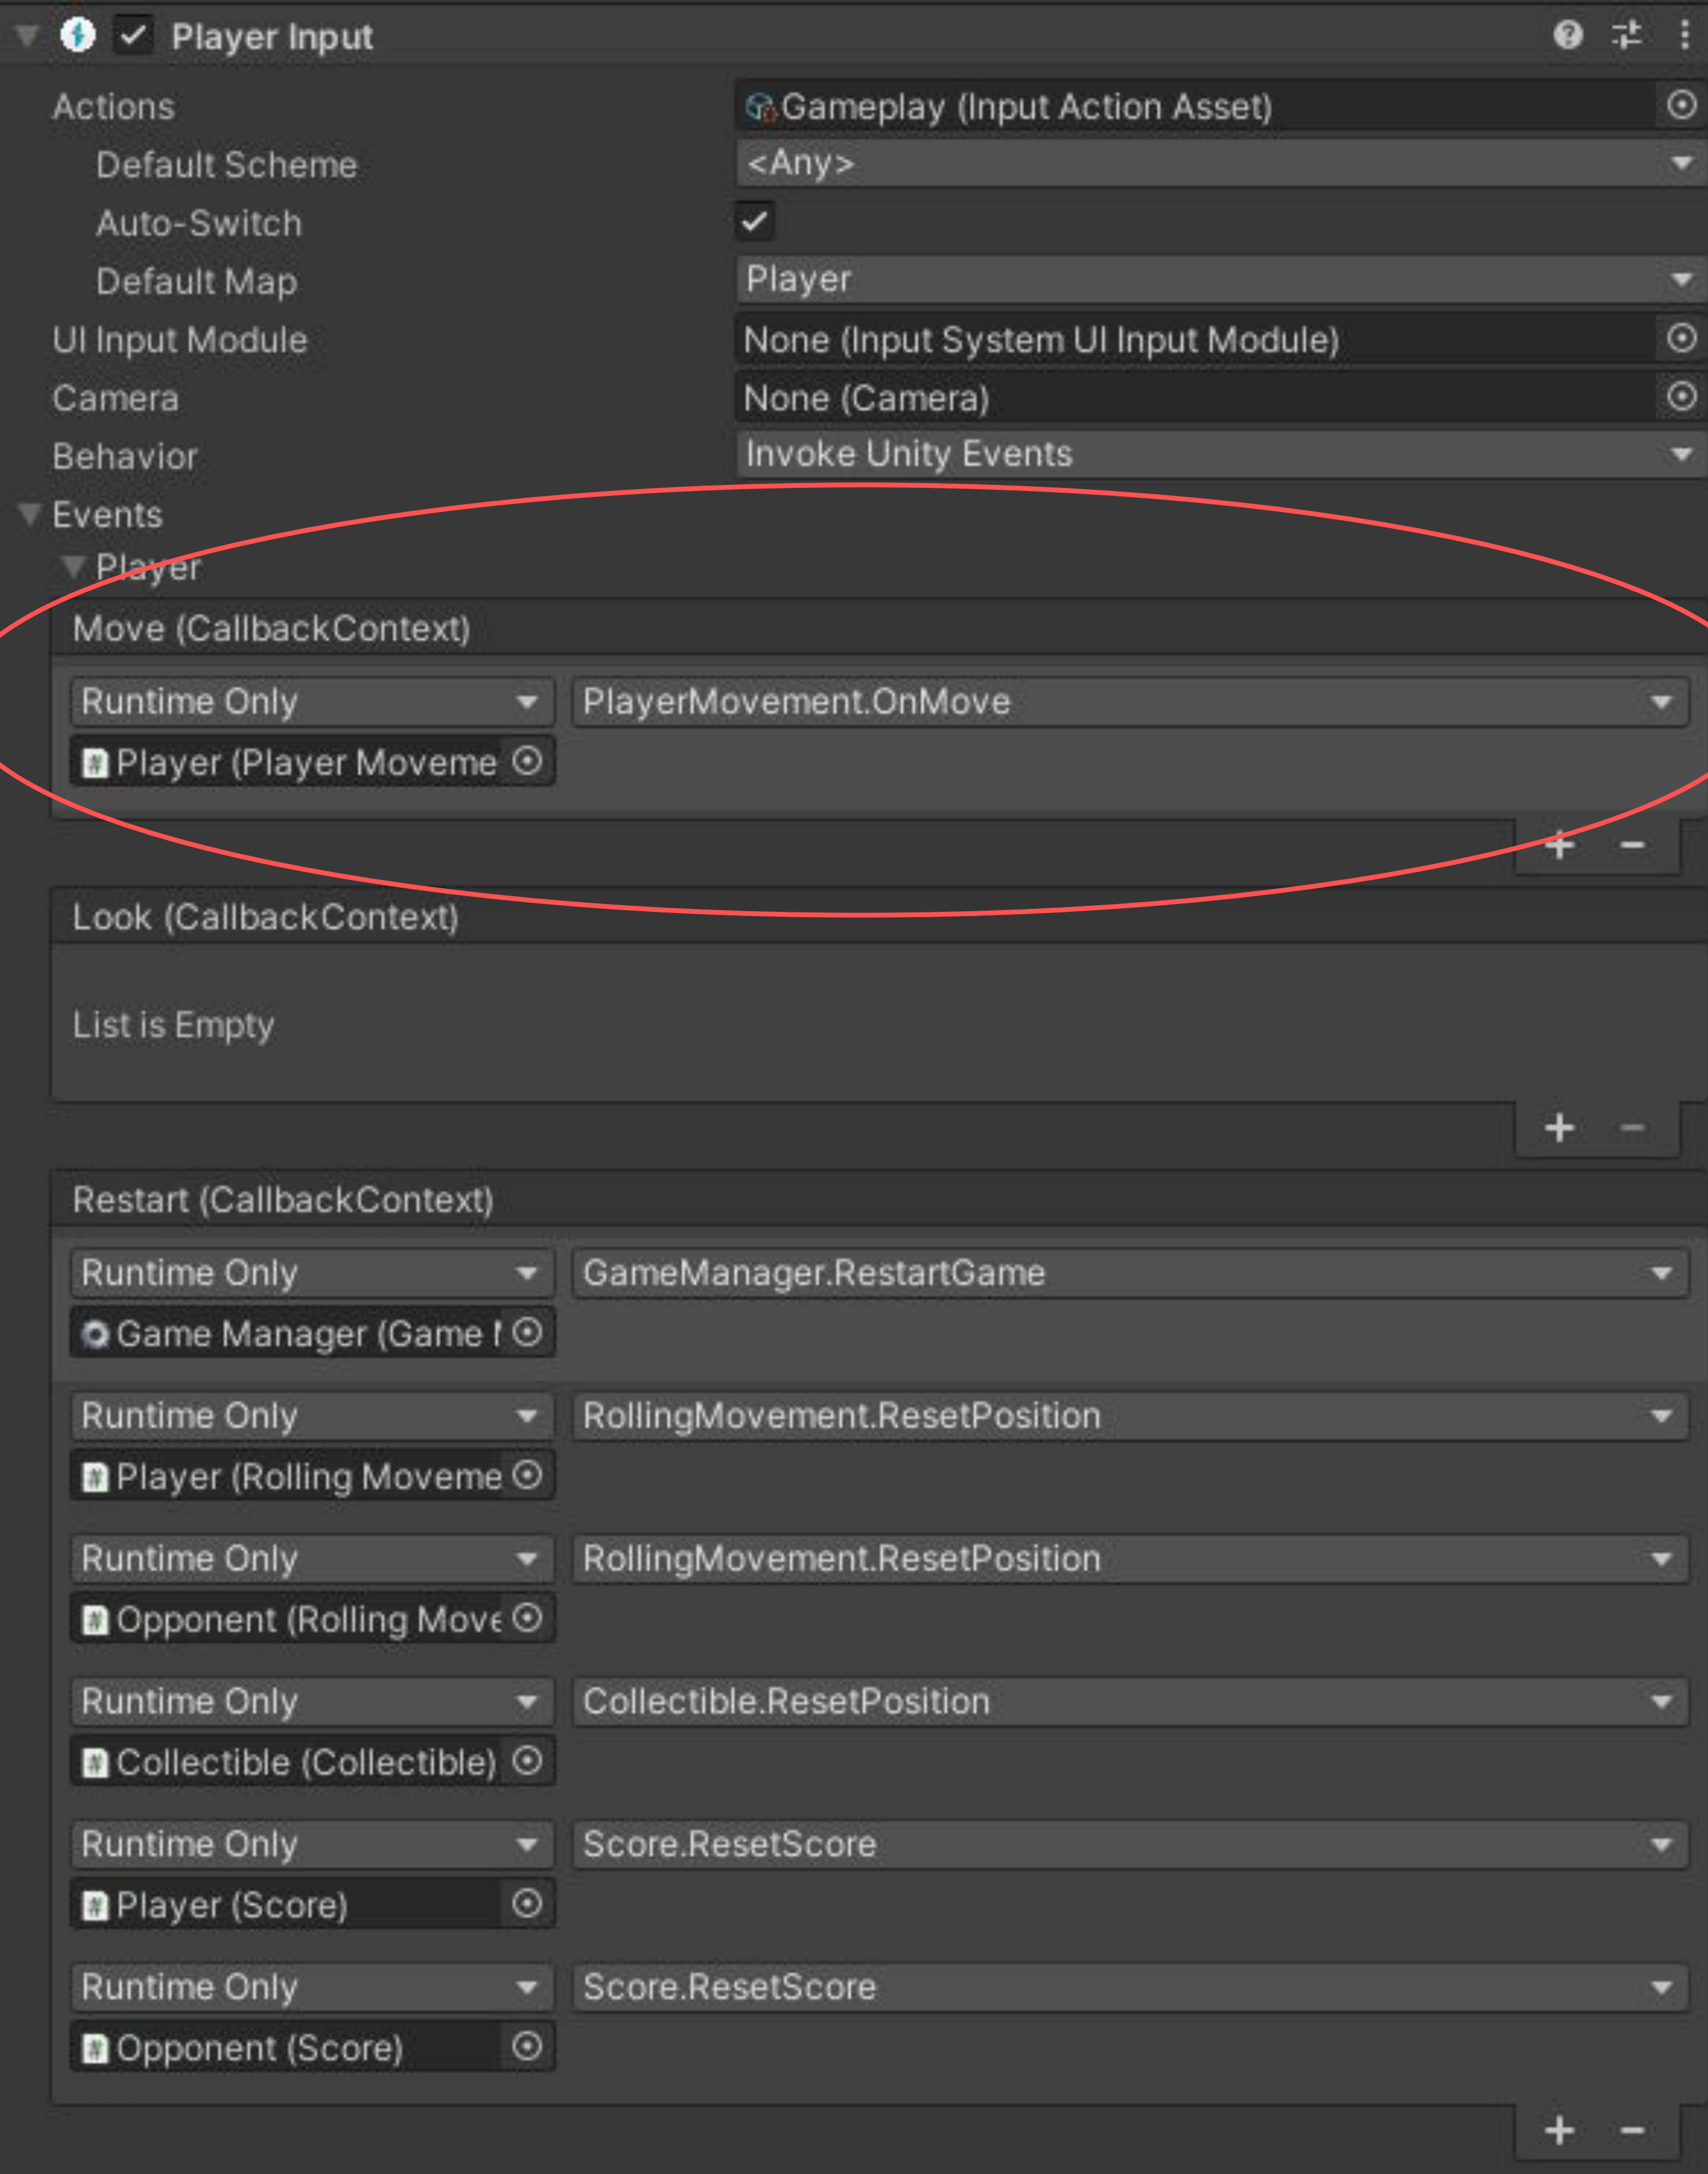 Player Input
Actions Gameplay (Input Action Asset)
Default Scheme <Any>
Auto-Switch
Default Map Player
UI Input Module None (Input System UI Input Module)
Camera None (Camera)
Behavior Invoke Unity Events
Events
Player
Move (CallbackContext)
Runtime Only PlayerMovement.OnMove
Player (Player Moveme
+ −
Look (CallbackContext)
List is Empty
+ −
Restart (CallbackContext)
Runtime Only GameManager.RestartGame
Game Manager (Game
Runtime Only RollingMovement.ResetPosition
Player (Rolling Moveme
Runtime Only RollingMovement.ResetPosition
Opponent (Rolling Move
Runtime Only Collectible.ResetPosition
Collectible (Collectible)
Runtime Only Score.ResetScore
Player (Score)
Runtime Only Score.ResetScore
Opponent (Score)
+ −